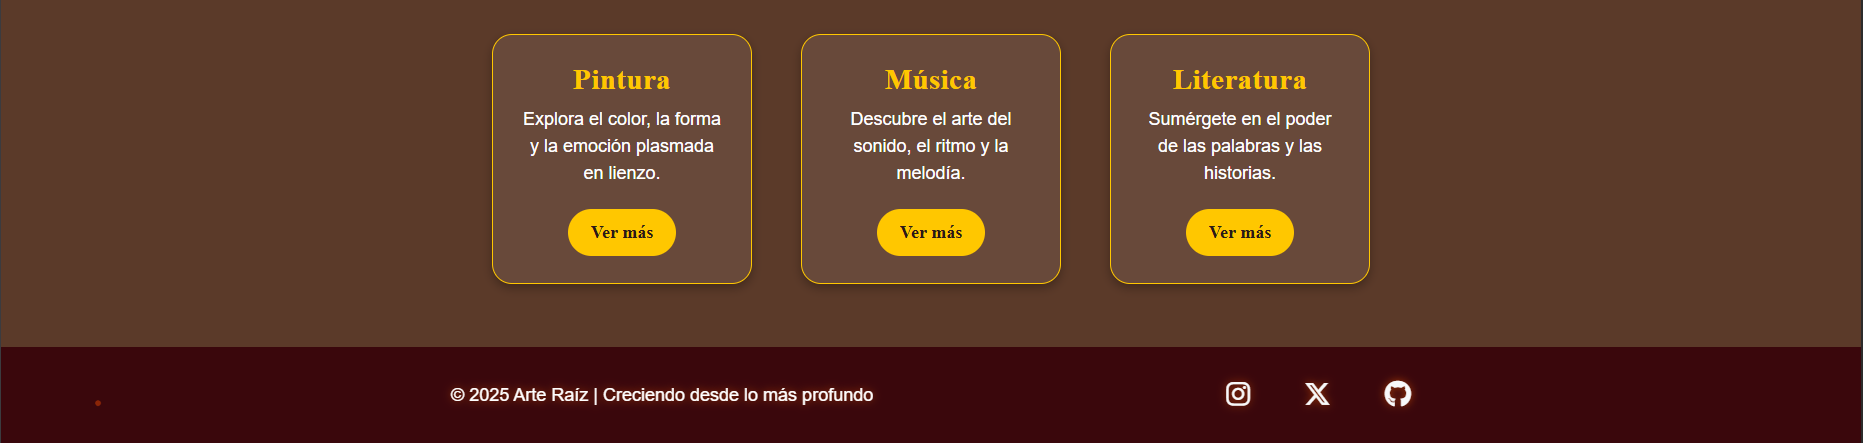 Pintura
Explora el color, la forma
y la emoción plasmada
en lienzo.
Ver más
Música
Descubre el arte del
sonido, el ritmo y la
melodía.
Ver más
Literatura
Sumérgete en el poder
de las palabras y las
historias.
Ver más
© 2025 Arte Raíz | Creciendo desde lo más profundo